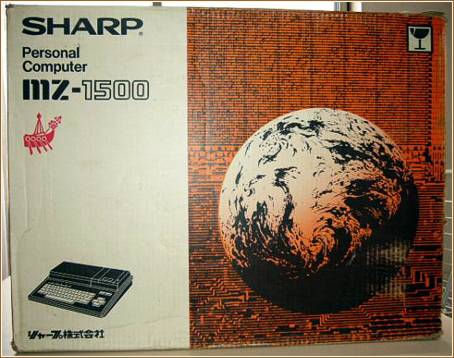 SHARP
Personal
Computer
mz-1500
シャープ株式会社